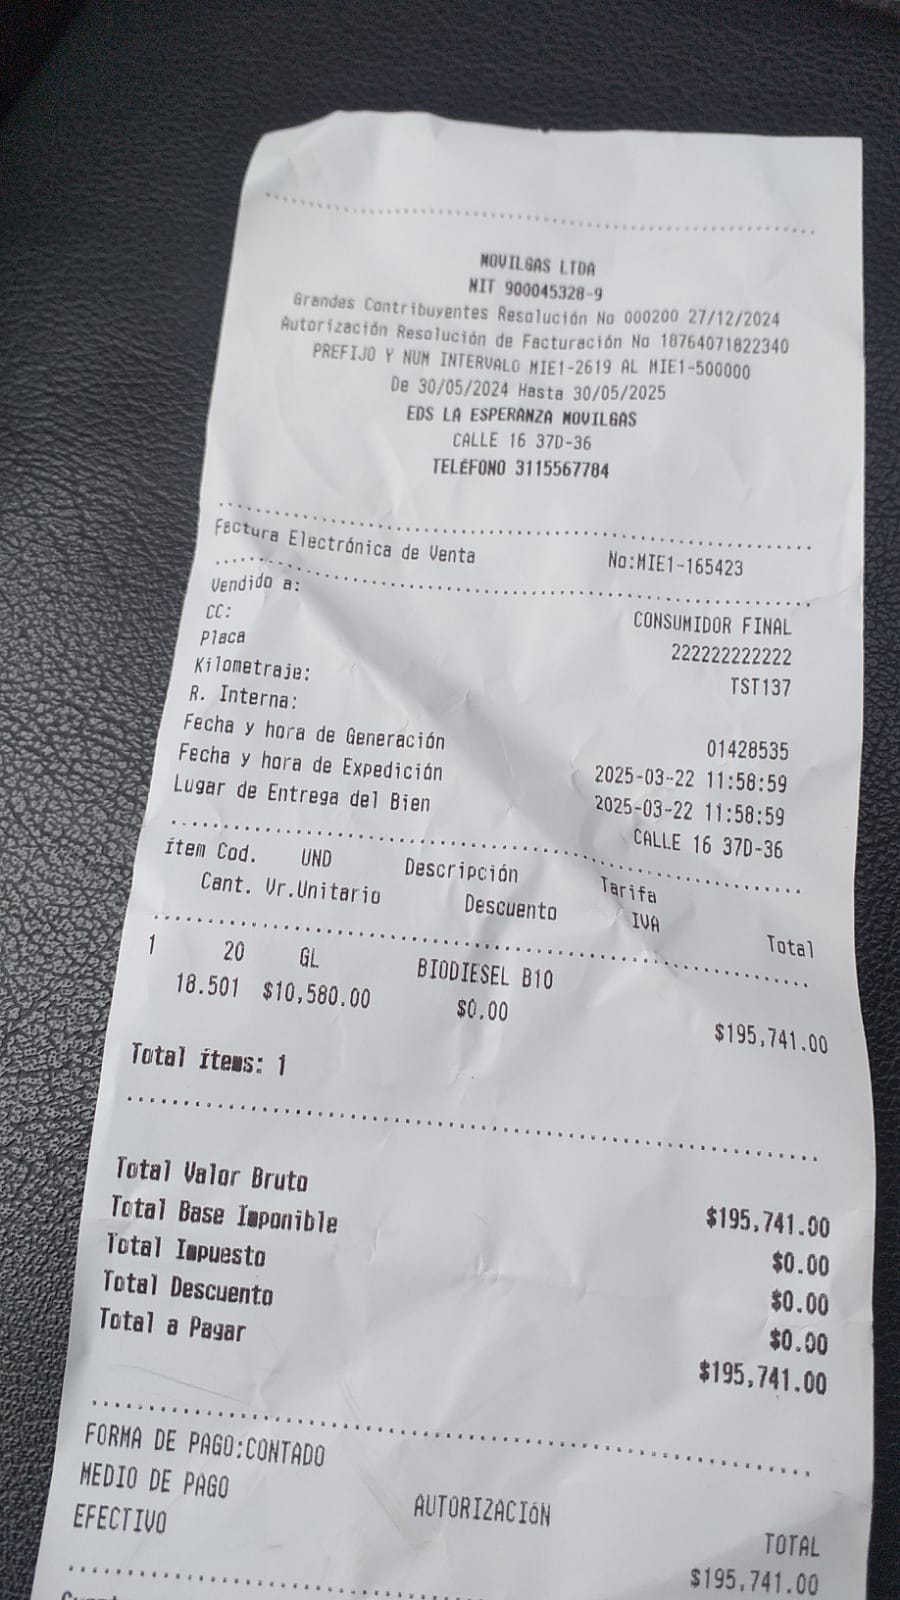 MOVILGAS LTDA
NIT 900045328-9
Grandes Contribuyentes Resolución No 000200 27/12/2024
Autorización Resolución de Facturación No 18764071822340
PREFIJO Y NUM INTERVALO MIE1-2619 AL MIE1-500000
De 30/05/2024 Hasta 30/05/2025
EDS LA ESPERANZA MOVILGAS
CALLE 16 37D-36
TELÉFONO 3115567784
Factura Electrónica de Venta No:MIE1-165423
Vendido a: CONSUMIDOR FINAL
CC: 222222222222
Placa TST137
Kilometraje:
R. Interna: 01428535
Fecha y hora de Generación 2025-03-22 11:58:59
Fecha y hora de Expedición 2025-03-22 11:58:59
Lugar de Entrega del Bien CALLE 16 37D-36
Ítem Cod. UND Descripción Tarifa
Cant. Vr.Unitario Descuento IVA Total
1 20 GL BIODIESEL B10
18.501 $10,580.00 $0.00 $195,741.00
Total ítems: 1
Total Valor Bruto $195,741.00
Total Base Imponible $0.00
Total Impuesto $0.00
Total Descuento $0.00
Total a Pagar $195,741.00
FORMA DE PAGO:CONTADO
MEDIO DE PAGO AUTORIZACIÓN TOTAL
EFECTIVO $195,741.00